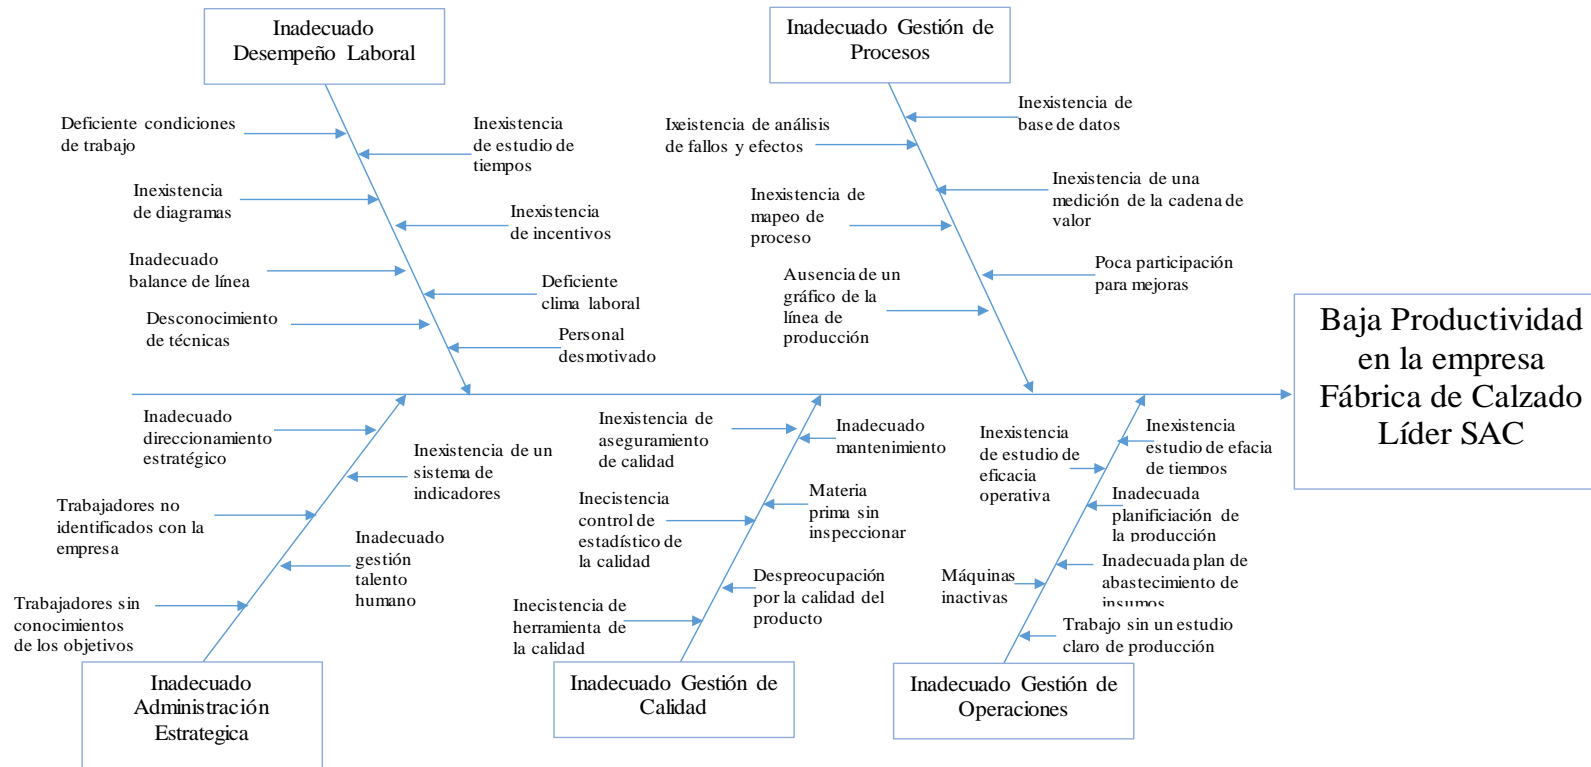 Inadecuado
Desempeño Laboral
Inadecuado Gestión de
Procesos
Deficiente condiciones
de trabajo
Inexistencia
de estudio de
tiempos
Inexistencia
de diagramas
Inexistencia
de incentivos
Inadecuado
balance de línea
Deficiente
clima laboral
Desconocimiento
de técnicas
Personal
desmotivado
Ixeistencia de análisis
de fallos y efectos
Inexistencia de
base de datos
Inexistencia de
mapeo de
proceso
Inexistencia de una
medición de la cadena de
valor
Ausencia de un
gráfico de la
línea de
producción
Poca participación
para mejoras
Baja Productividad
en la empresa
Fábrica de Calzado
Líder SAC
Inadecuado
direccionamiento
estratégico
Inexistencia de un
sistema de
indicadores
Trabajadores no
identificados con la
empresa
Inadecuado
gestión
talento
humano
Trabajadores sin
conocimientos
de los objetivos
Inexistencia de
aseguramiento
de calidad
Inadecuado
mantenimiento
Inecistencia
control de
estadístico de
la calidad
Materia
prima sin
inspeccionar
Inecistencia de
herramienta de
la calidad
Despreocupación
por la calidad del
producto
Inexistencia
de estudio de
eficacia
operativa
Inexistencia
estudio de efacia
de tiempos
Inadecuada
planificiación de
la producción
Máquinas
inactivas
Inadecuada plan de
abastecimiento de
insumos
Trabajo sin un estudio
claro de producción
Inadecuado
Administración
Estrategica
Inadecuado Gestión de
Calidad
Inadecuado Gestión de
Operaciones